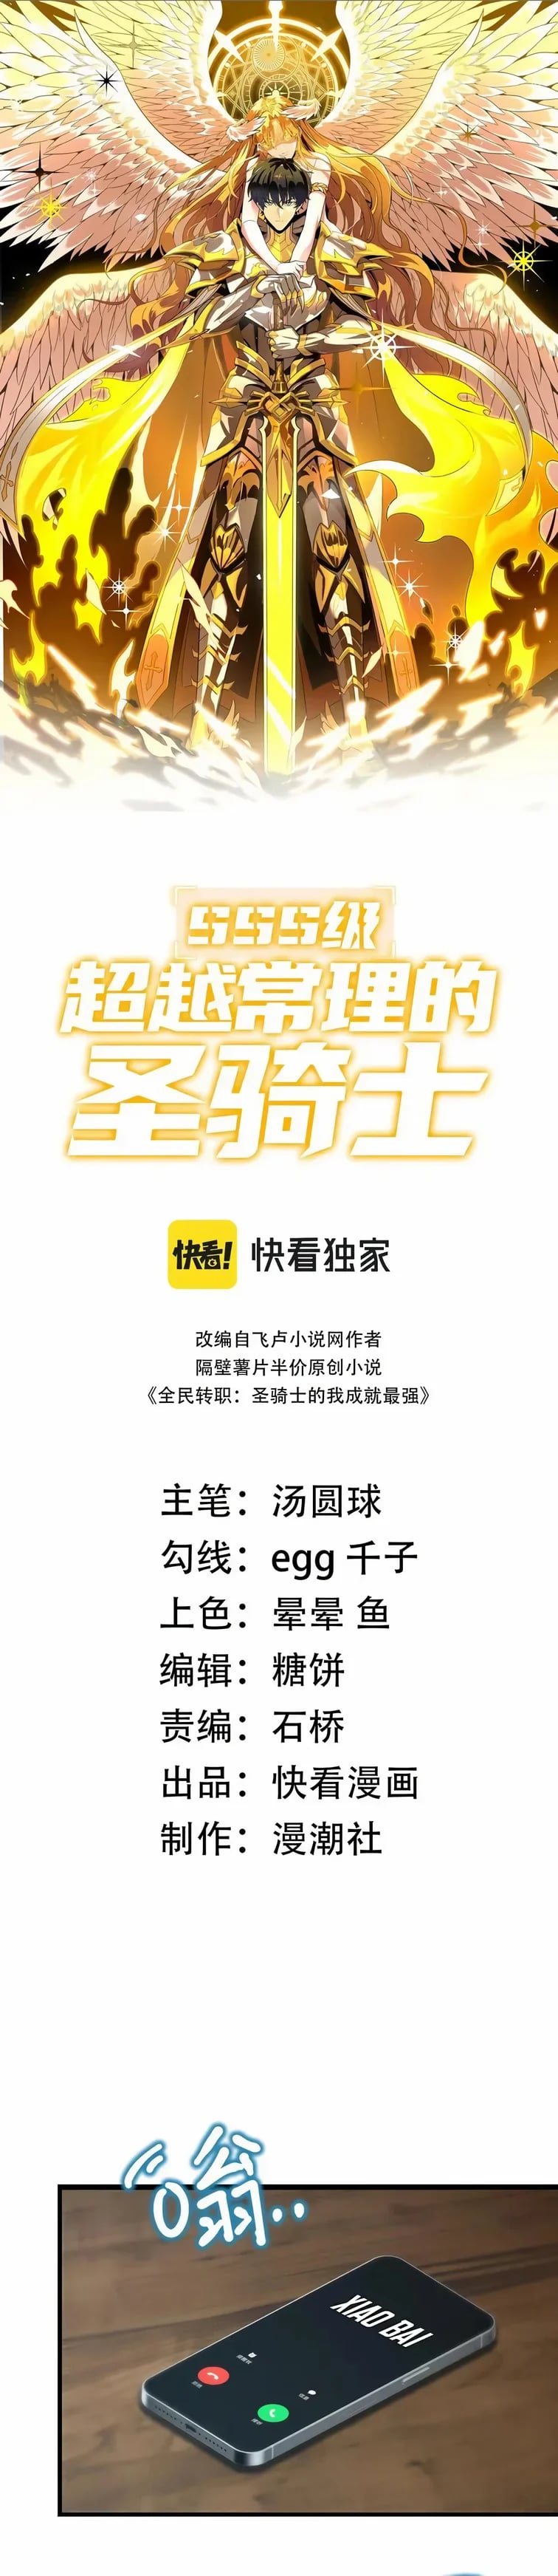 SSS级
超越常理的
圣骑士
快看!
快看独家
改编自飞卢小说网作者
隔壁薯片半价原创小说
《全民转职：圣骑士的我成就最强》
主笔：汤圆球
勾线：egg 千子
上色：晕晕 鱼
编辑：糖饼
责编：石桥
出品：快看漫画
制作：漫潮社
嗡..
XIAO BAI